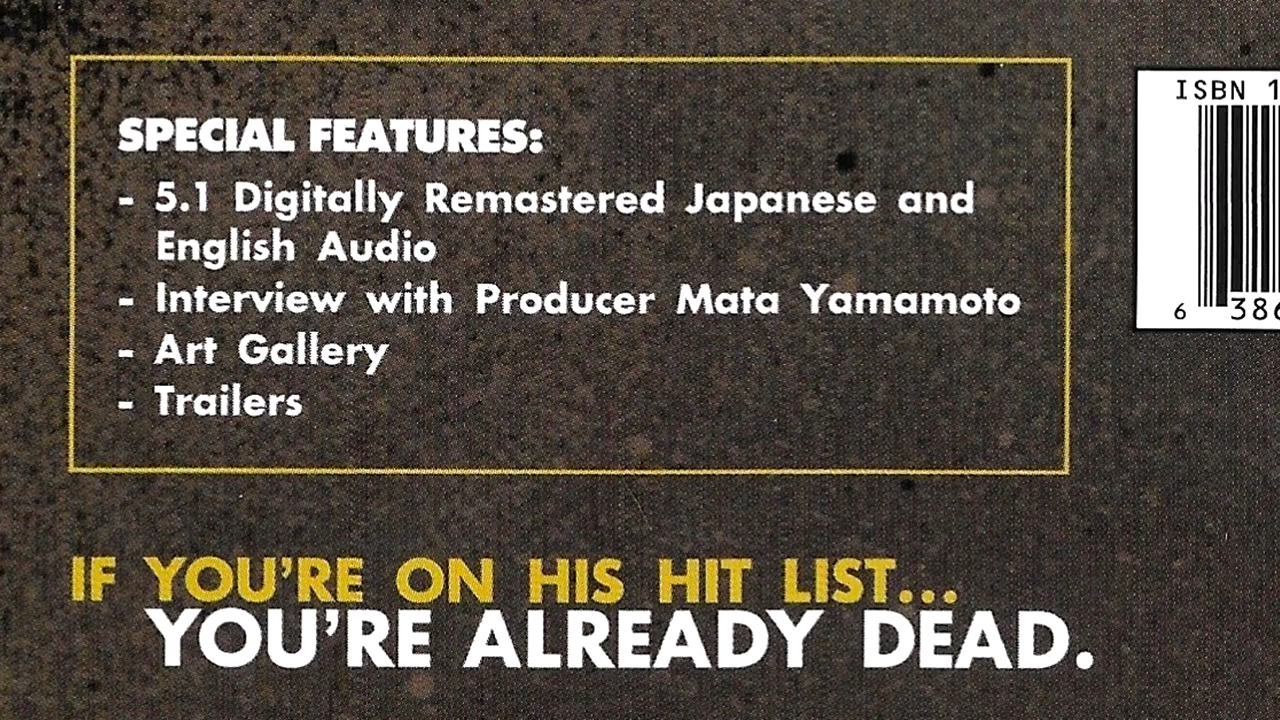 SPECIAL FEATURES:
- 5.1 Digitally Remastered Japanese and
English Audio
- Interview with Producer Mata Yamamoto
- Art Gallery
- Trailers
ISBN 1
6 386
IF YOU'RE ON HIS HIT LIST...
YOU'RE ALREADY DEAD.